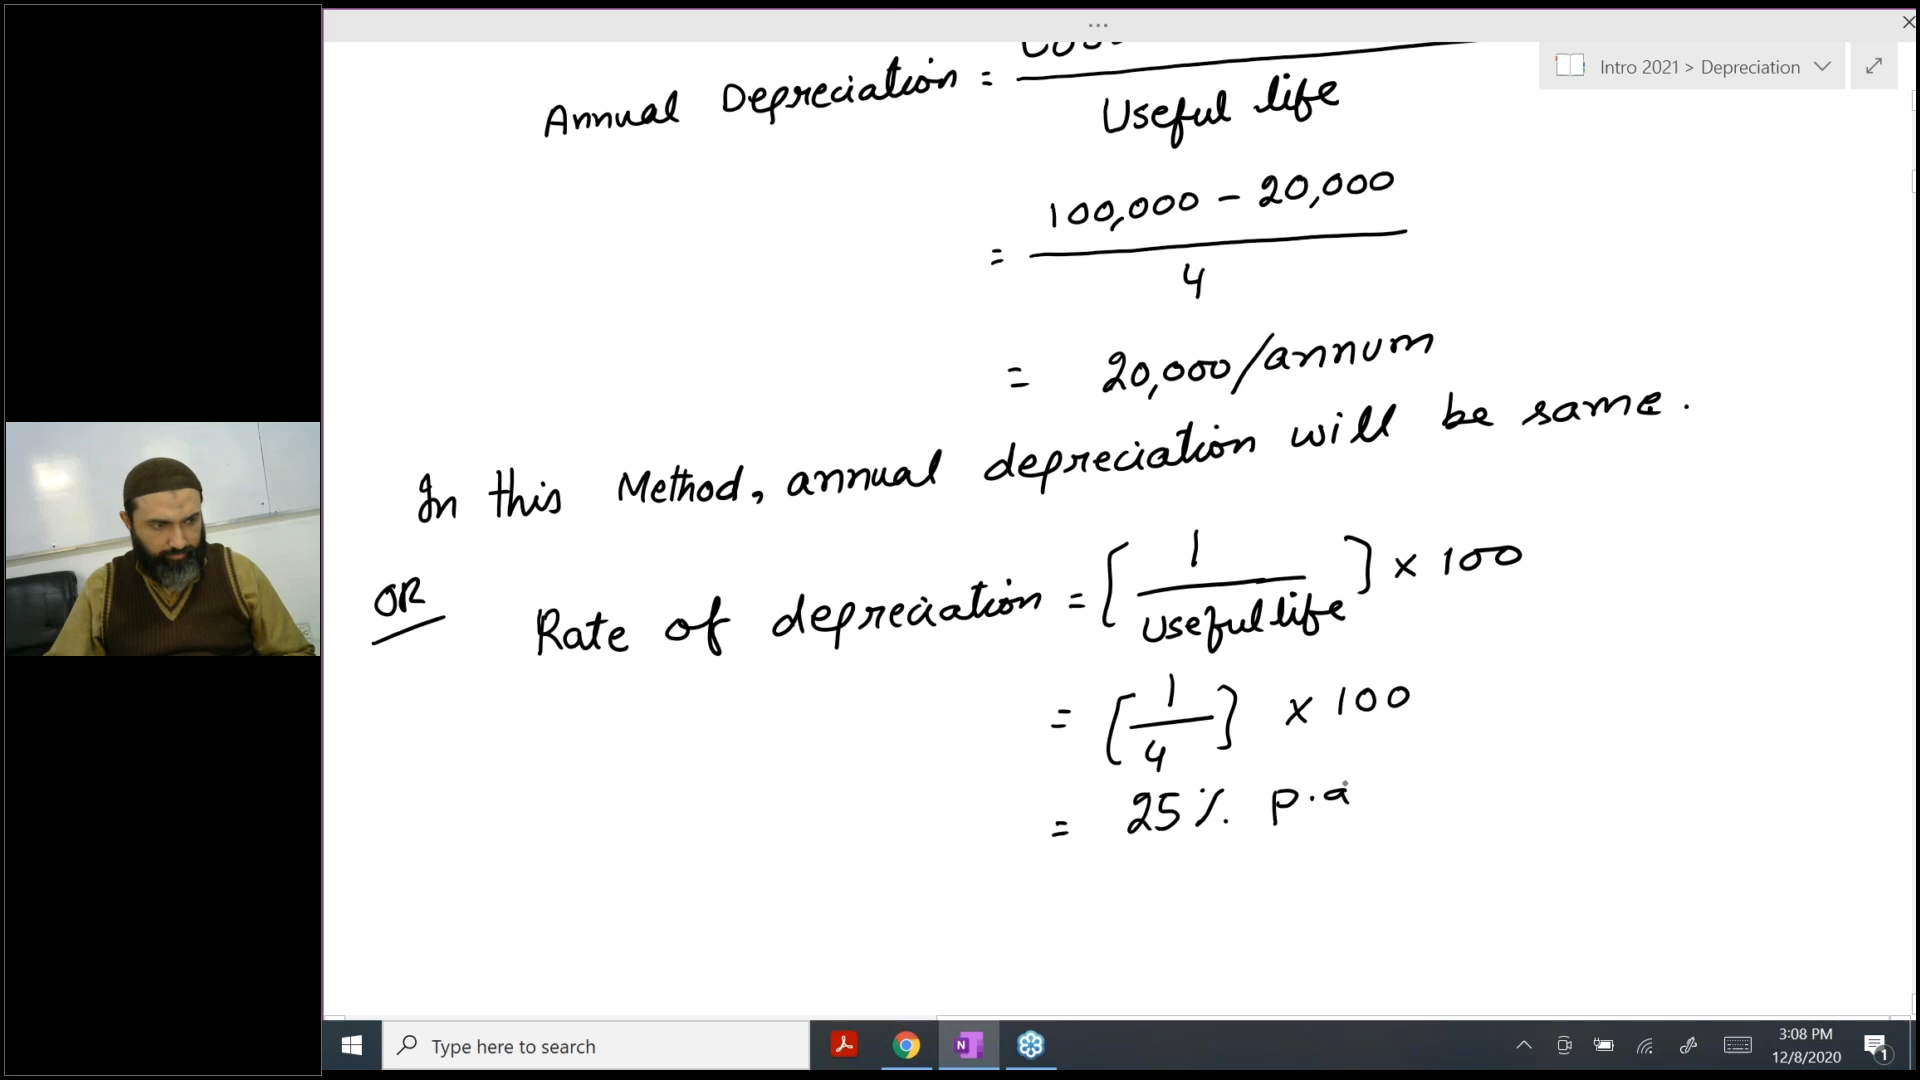 ...
Intro 2021 > Depreciation
Annual Depreciation =
Useful life
= 100,000 - 20,000
4
= 20,000/annum
In this Method, annual depreciation will be same.
OR Rate of depreciation = [ 1 / Useful life ] x 100
= [ 1 / 4 ] x 100
= 25% p.a
Type here to search
N
3:08 PM
12/8/2020
1